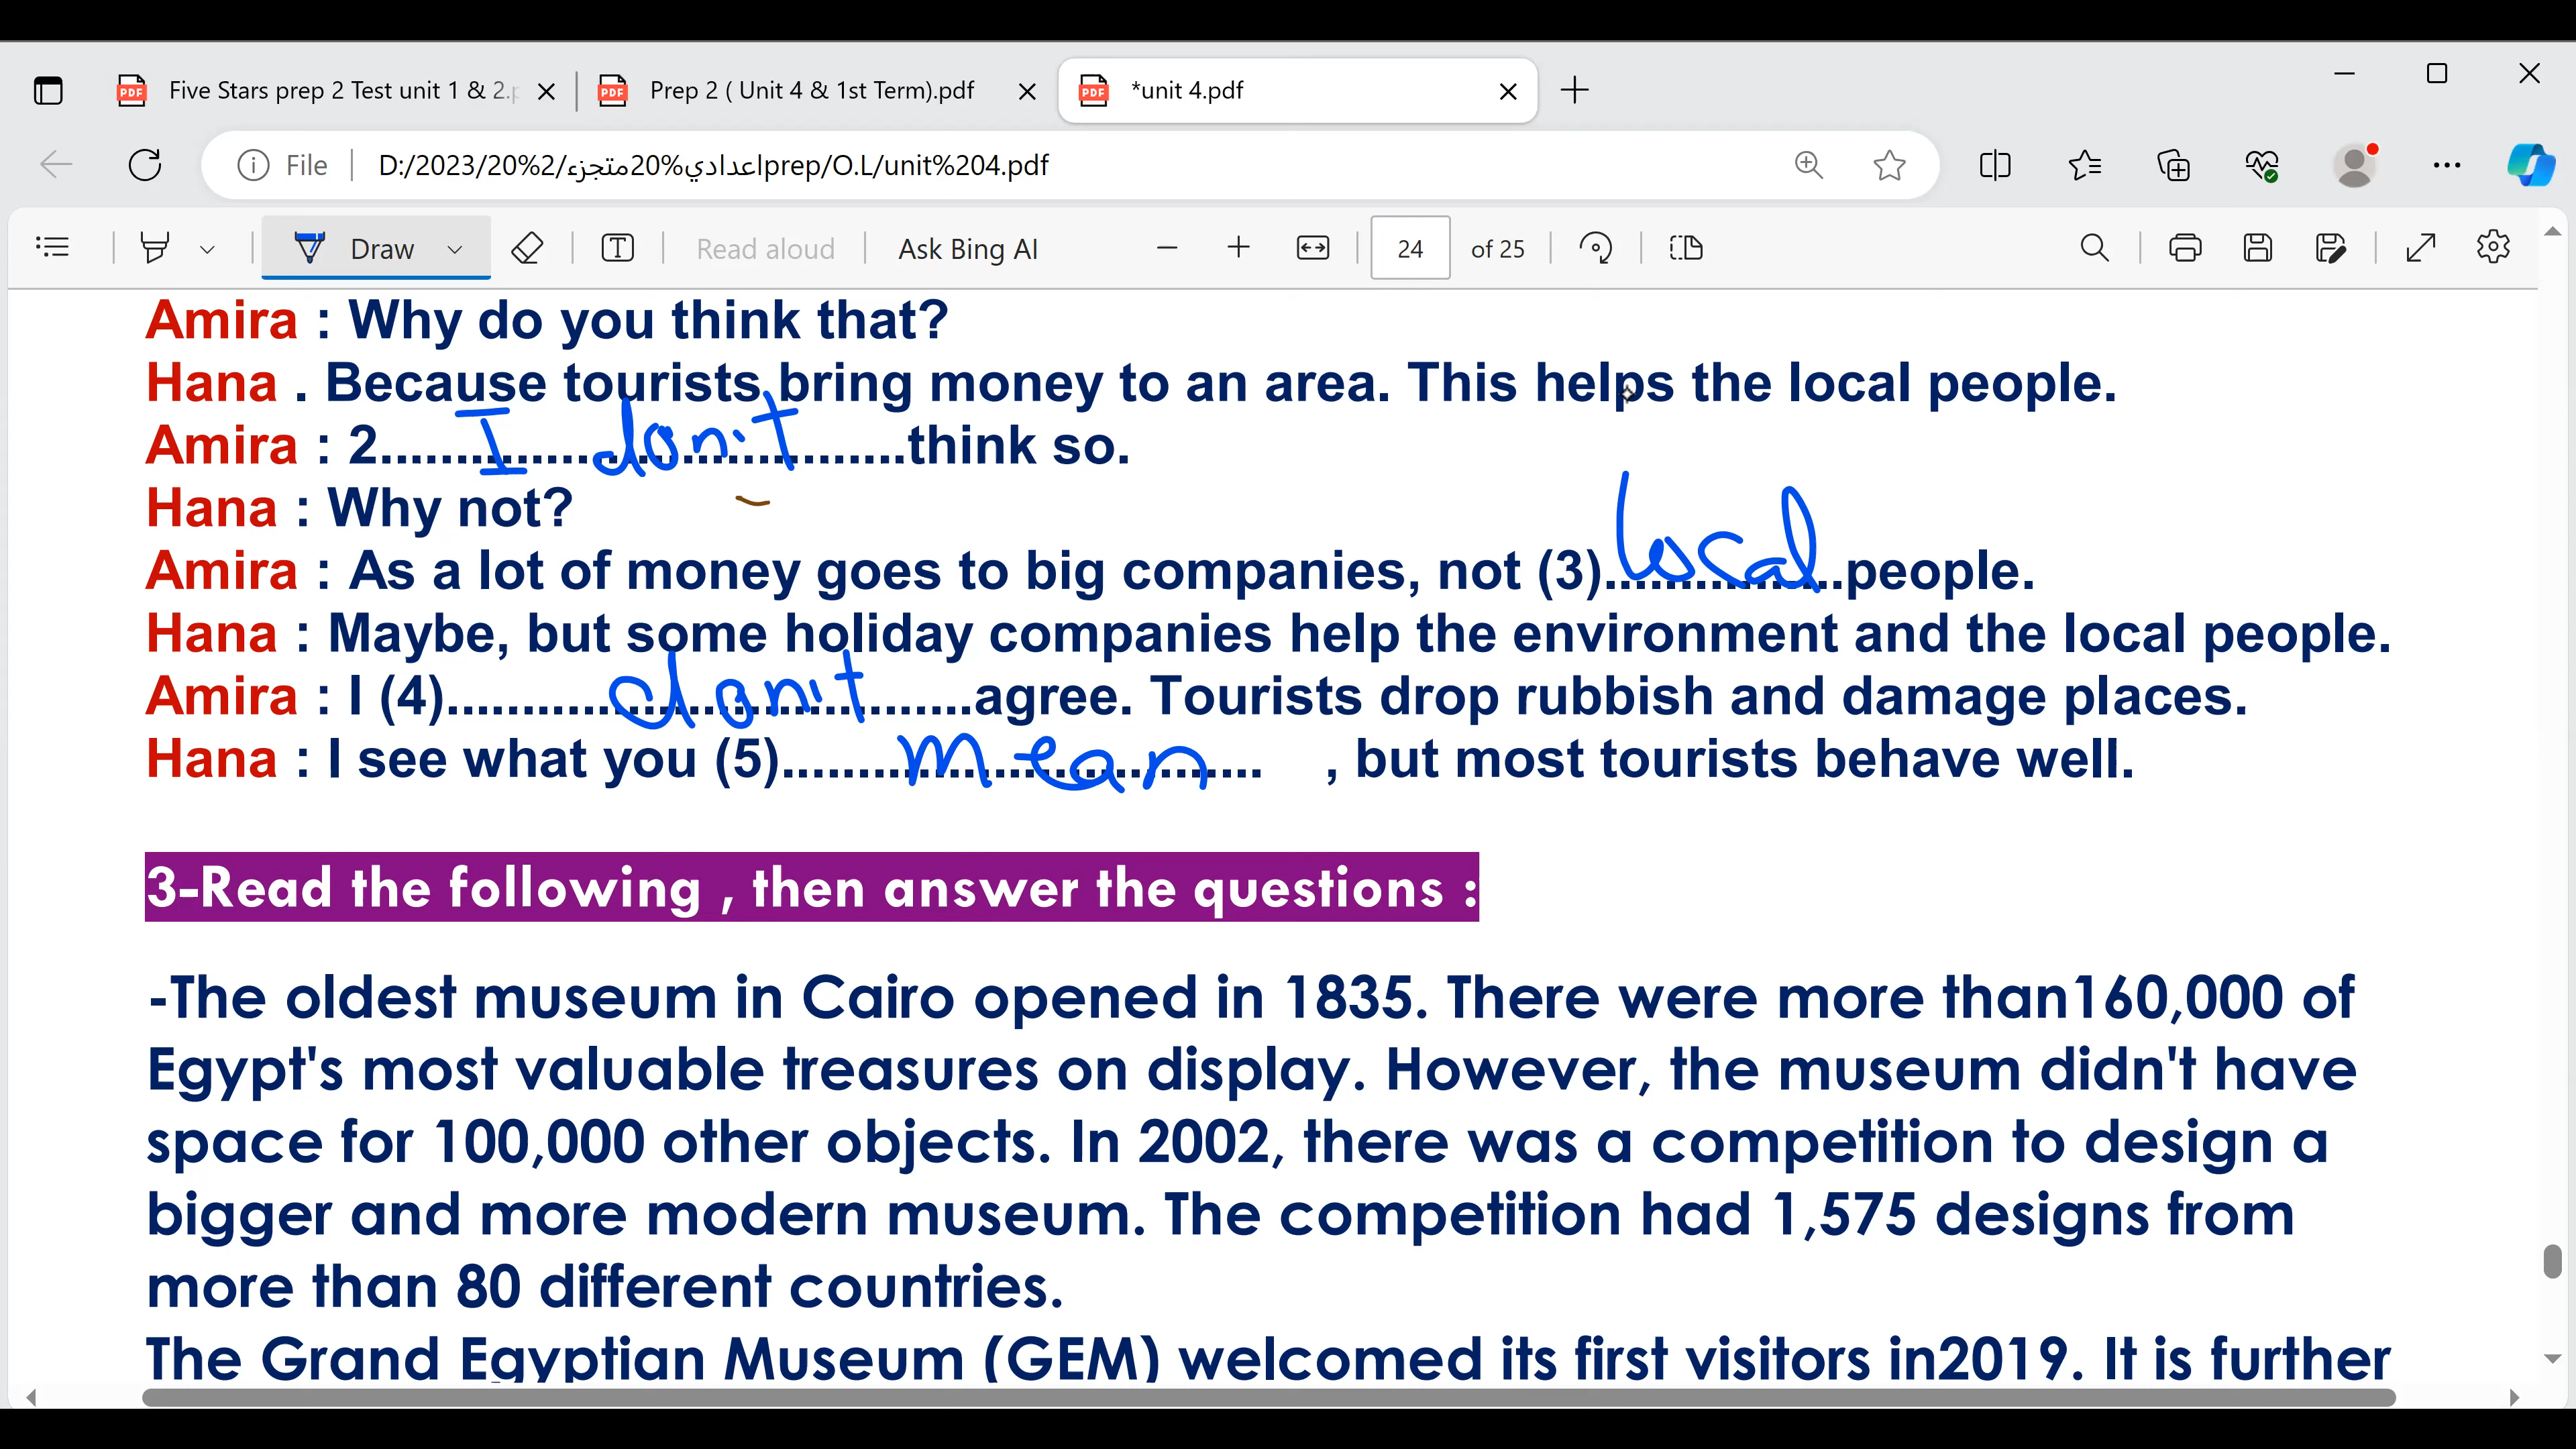 Five Stars prep 2 Test unit 1 & 2.p
Prep 2 ( Unit 4 & 1st Term).pdf
*unit 4.pdf
File D:/2023/20%2/اعدادي%20متجزء/prep/O.L/unit%204.pdf
Draw Read aloud Ask Bing AI 24 of 25
Amira : Why do you think that?
Hana . Because tourists bring money to an area. This helps the local people.
Amira : 2.......I don't.......think so.
Hana : Why not?
Amira : As a lot of money goes to big companies, not (3)....local....people.
Hana : Maybe, but some holiday companies help the environment and the local people.
Amira : I (4).......don't.......agree. Tourists drop rubbish and damage places.
Hana : I see what you (5).......mean....... , but most tourists behave well.
3-Read the following , then answer the questions :
-The oldest museum in Cairo opened in 1835. There were more than160,000 of
Egypt's most valuable treasures on display. However, the museum didn't have
space for 100,000 other objects. In 2002, there was a competition to design a
bigger and more modern museum. The competition had 1,575 designs from
more than 80 different countries.
The Grand Egyptian Museum (GEM) welcomed its first visitors in2019. It is further